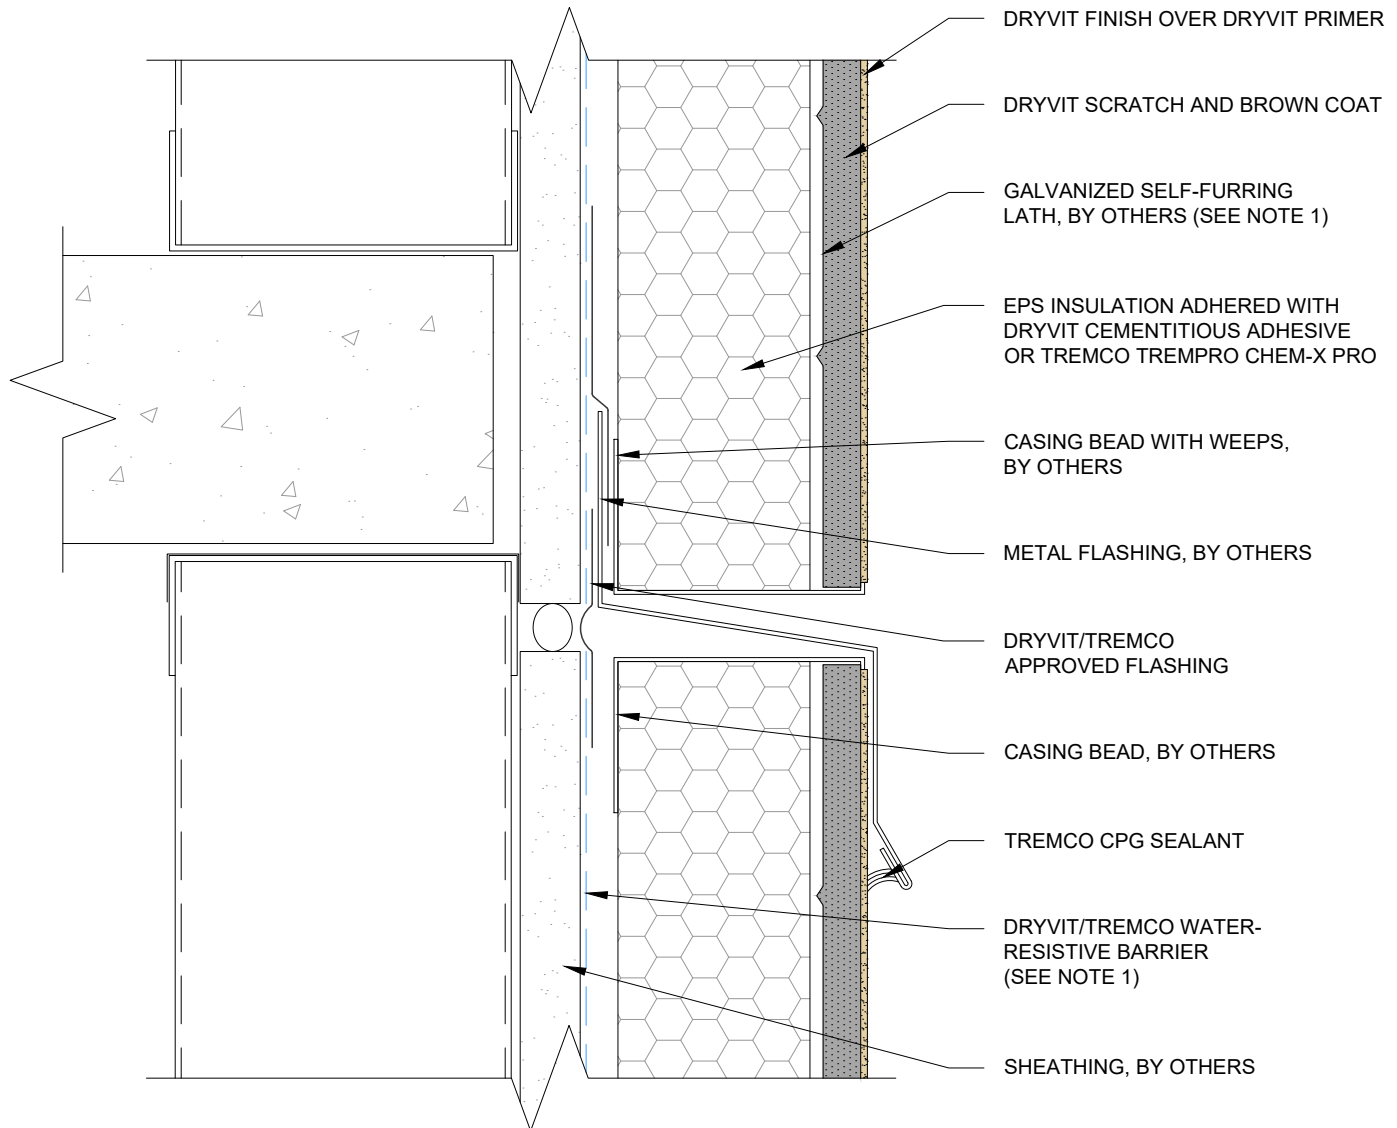 DRYVIT FINISH OVER DRYVIT PRIMER
DRYVIT SCRATCH AND BROWN COAT
GALVANIZED SELF-FURRING
LATH, BY OTHERS (SEE NOTE 1)
EPS INSULATION ADHERED WITH
DRYVIT CEMENTITIOUS ADHESIVE
OR TREMCO TREMPRO CHEM-X PRO
CASING BEAD WITH WEEPS,
BY OTHERS
METAL FLASHING, BY OTHERS
DRYVIT/TREMCO
APPROVED FLASHING
CASING BEAD, BY OTHERS
TREMCO CPG SEALANT
DRYVIT/TREMCO WATER-
RESISTIVE BARRIER
(SEE NOTE 1)
SHEATHING, BY OTHERS